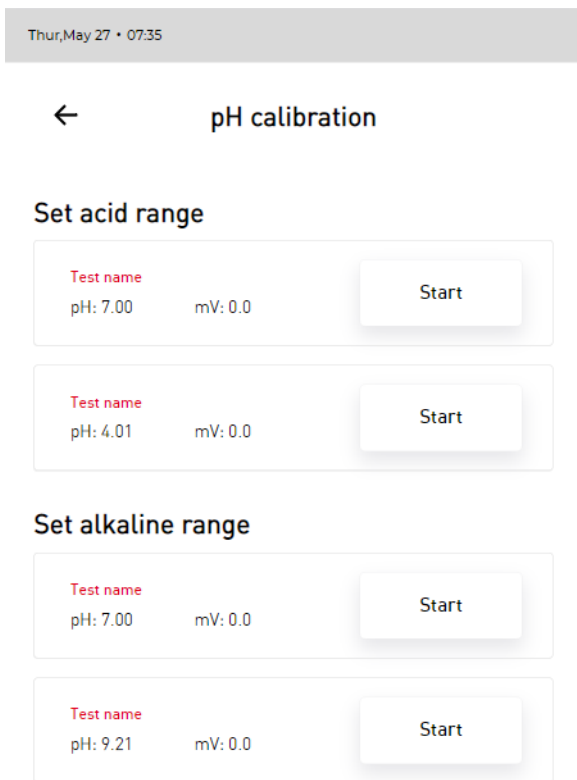 Thur,May 27 • 07:35
pH calibration
Set acid range
Test name
pH: 7.00 mV: 0.0
Start
Test name
pH: 4.01 mV: 0.0
Start
Set alkaline range
Test name
pH: 7.00 mV: 0.0
Start
Test name
pH: 9.21 mV: 0.0
Start